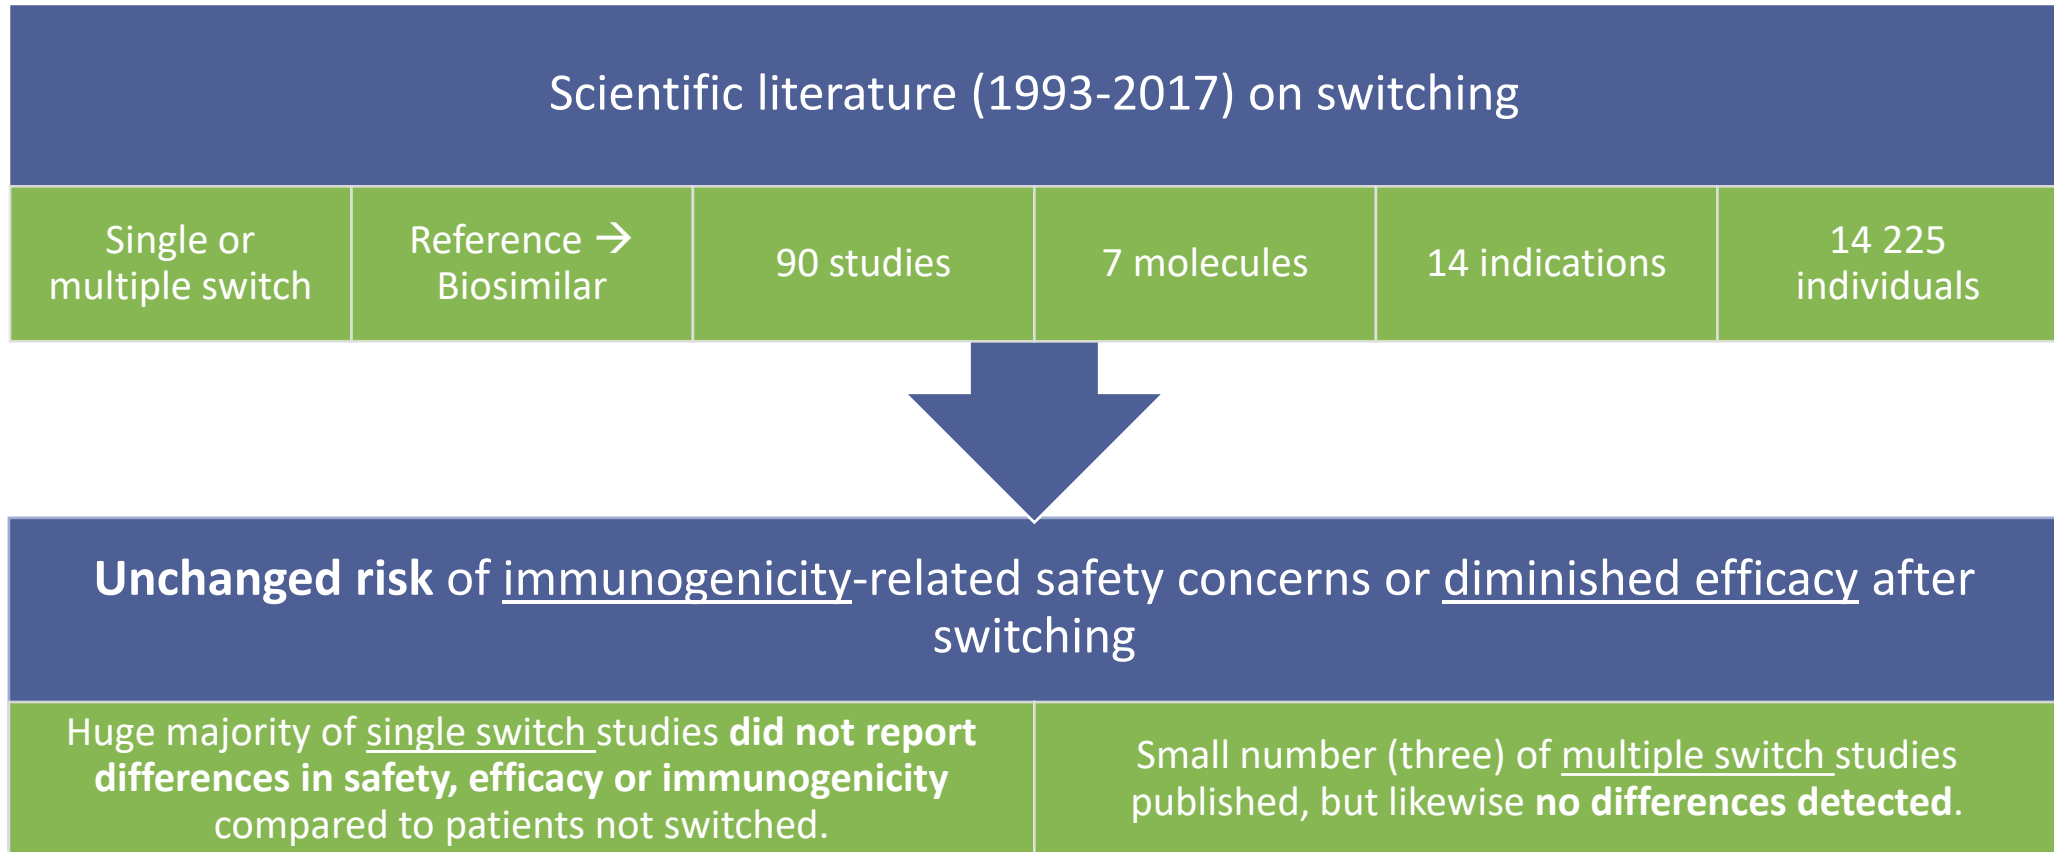 Scientific literature (1993-2017) on switching
Single or
multiple switch
Reference →
Biosimilar
90 studies
7 molecules
14 indications
14 225
individuals
Unchanged risk of immunogenicity-related safety concerns or diminished efficacy after
switching
Huge majority of single switch studies did not report
differences in safety, efficacy or immunogenicity
compared to patients not switched.
Small number (three) of multiple switch studies
published, but likewise no differences detected.